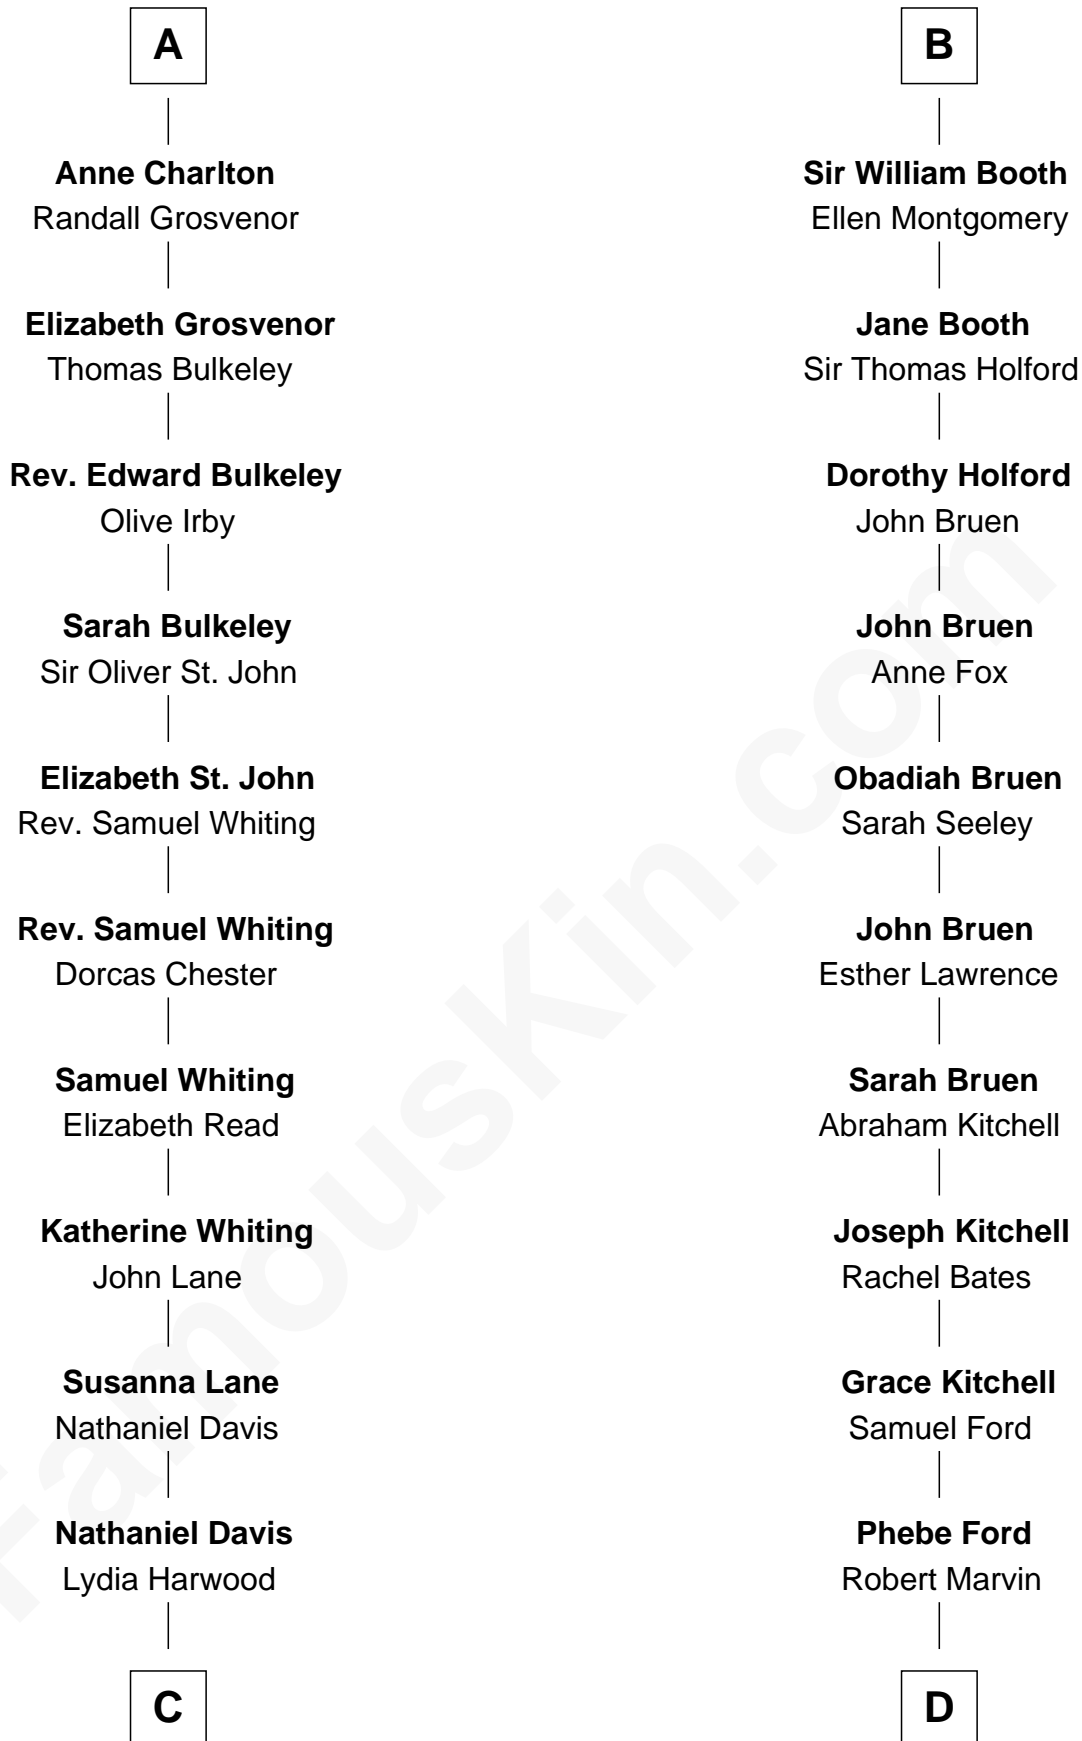 A
Anne Charlton
Randall Grosvenor
Elizabeth Grosvenor
Thomas Bulkeley
Rev. Edward Bulkeley
Olive Irby
Sarah Bulkeley
Sir Oliver St. John
Elizabeth St. John
Rev. Samuel Whiting
Rev. Samuel Whiting
Dorcas Chester
Samuel Whiting
Elizabeth Read
Katherine Whiting
John Lane
Susanna Lane
Nathaniel Davis
Nathaniel Davis
Lydia Harwood
C
B
Sir William Booth
Ellen Montgomery
Jane Booth
Sir Thomas Holford
Dorothy Holford
John Bruen
John Bruen
Anne Fox
Obadiah Bruen
Sarah Seeley
John Bruen
Esther Lawrence
Sarah Bruen
Abraham Kitchell
Joseph Kitchell
Rachel Bates
Grace Kitchell
Samuel Ford
Phebe Ford
Robert Marvin
D
FamousKin.com